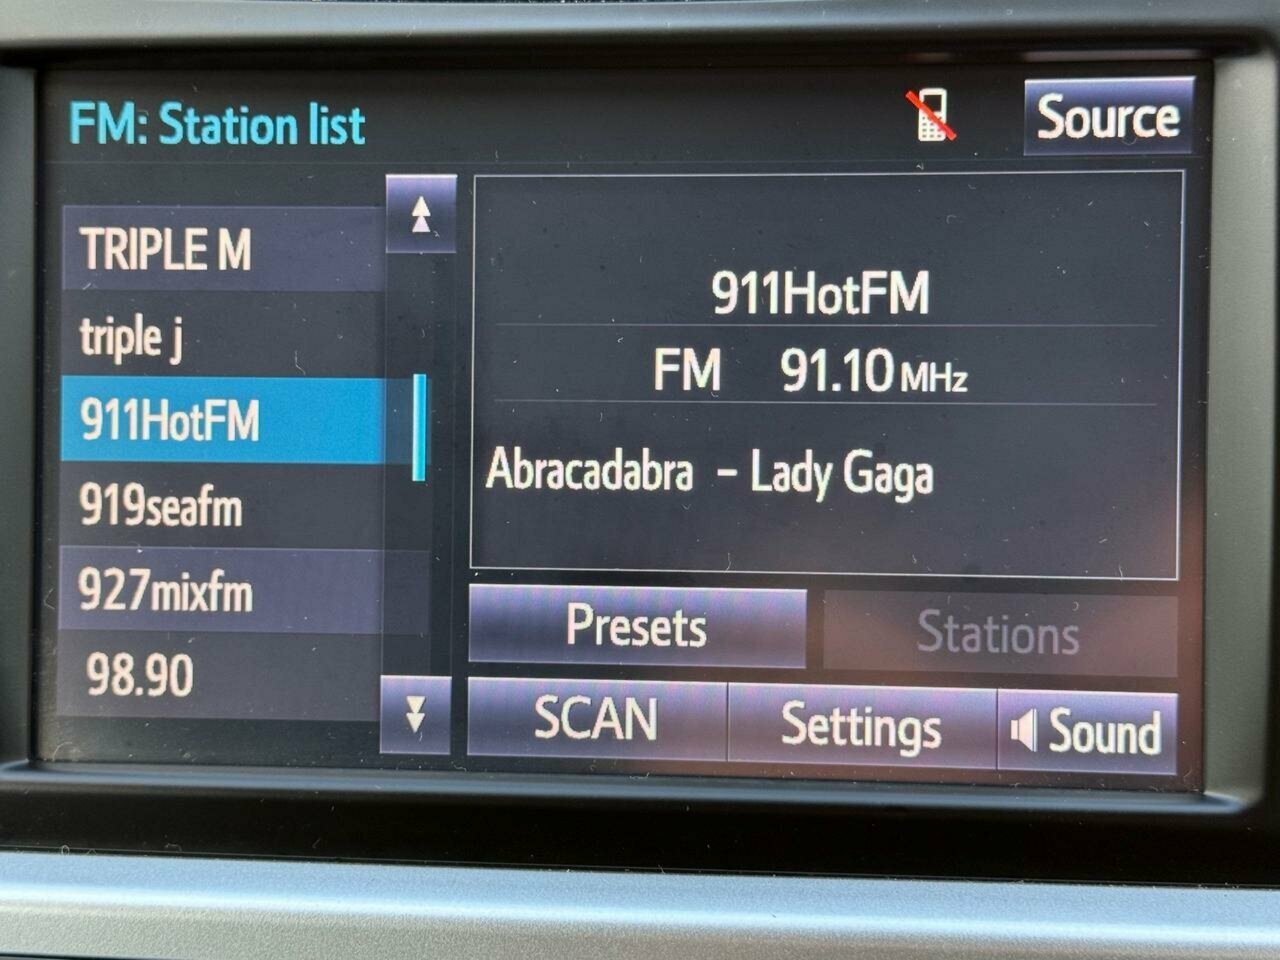 FM: Station list
Source
TRIPLE M
triple j
911HotFM
919seafm
927mixfm
98.90
911HotFM
FM 91.10 MHz
Abracadabra - Lady Gaga
Presets
Stations
SCAN
Settings
Sound